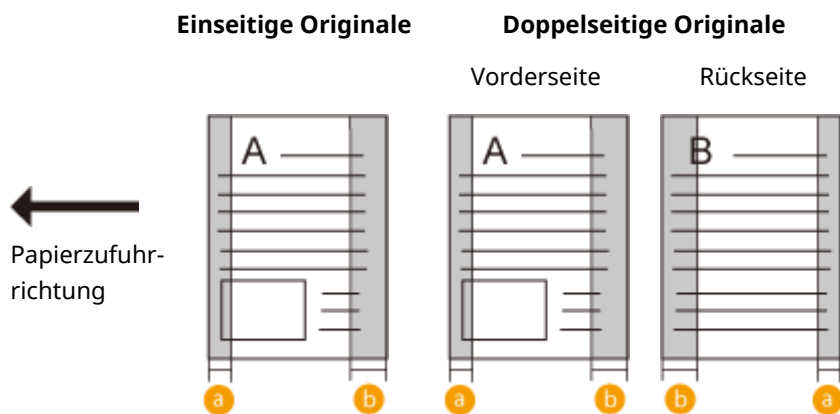 Einseitige Originale
Doppelseitige Originale
Vorderseite
Rückseite
A
A
B
Papierzufuhr-
richtung
a
b
a
b
b
a